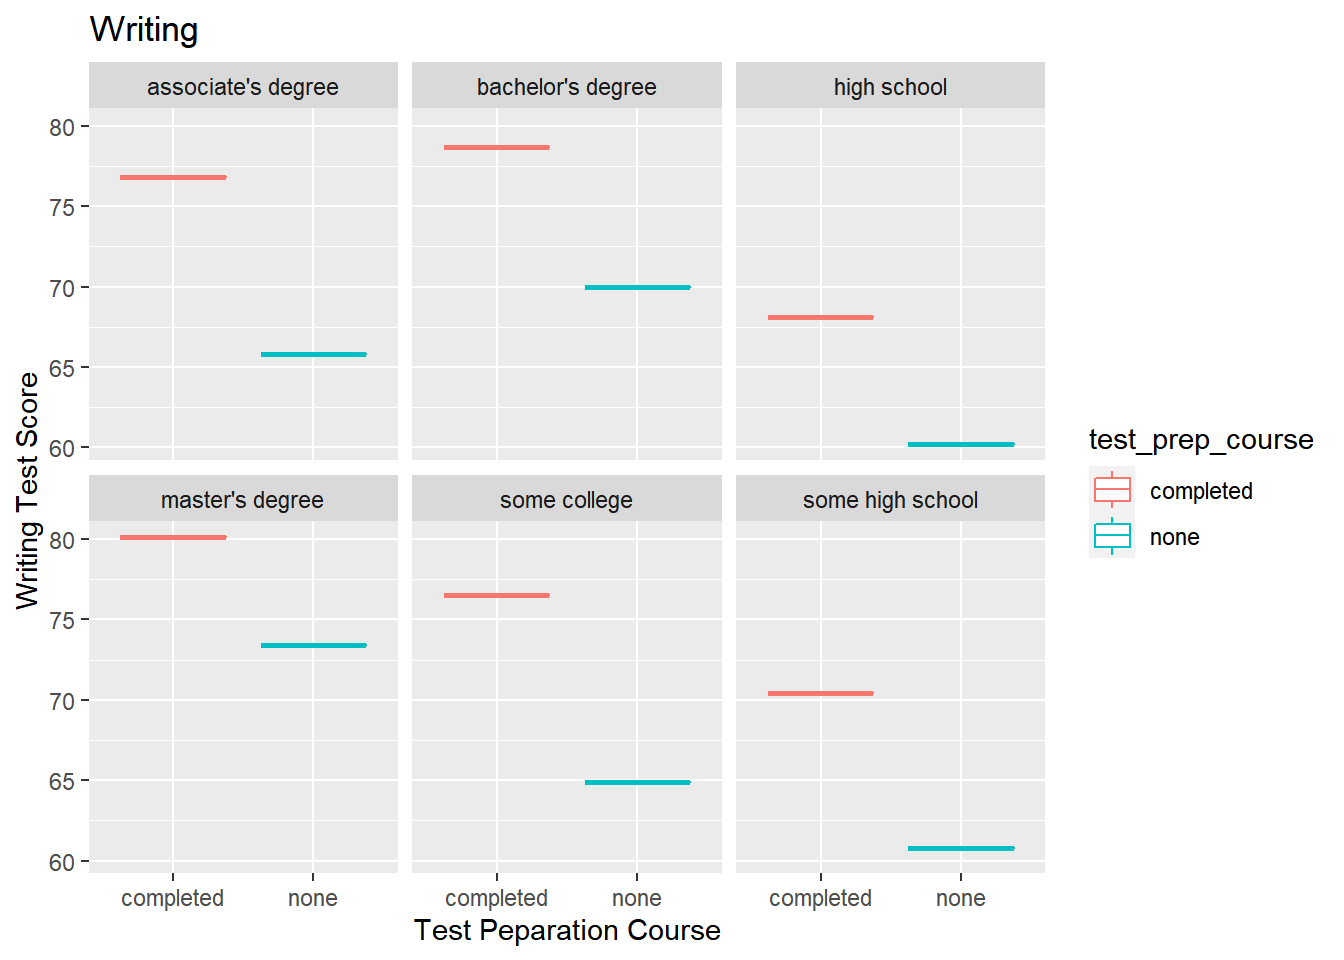 Writing
associate's degree
bachelor's degree
high school
80
75
70
65
60
master's degree
some college
some high school
80
75
70
65
60
completed
none
completed
none
completed
none
Test Peparation Course
Writing Test Score
test_prep_course
completed
none